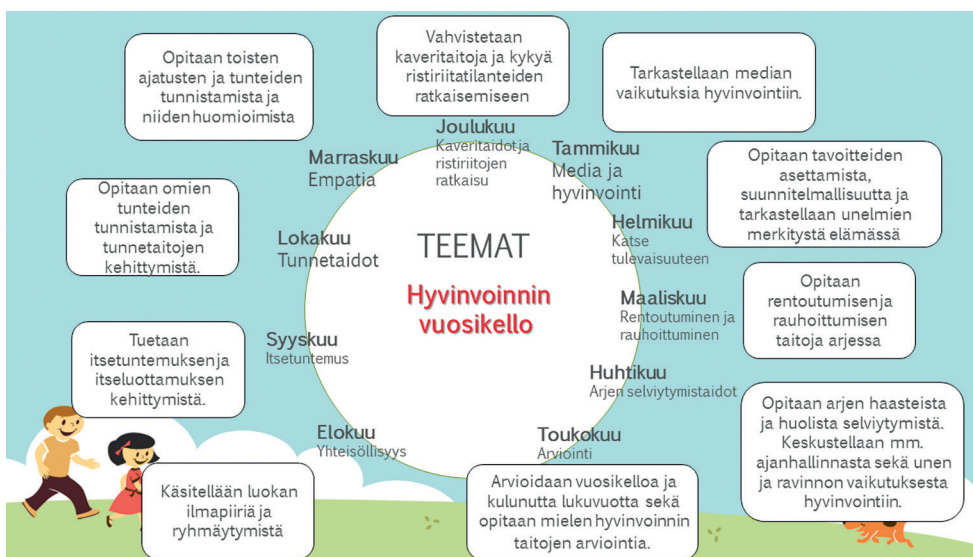 TEEMAT
Hyvinvoinnin
vuosikello
Elokuu
Yhteisöllisyys
Käsitellään luokan
ilmapiiriä ja
ryhmäytymistä
Syyskuu
Itsetuntemus
Tuetaan
itsetuntemuksen ja
itseluottamuksen
kehittymistä.
Lokakuu
Tunnetaidot
Opitaan omien
tunteiden
tunnistamista ja
tunnetaitojen
kehittymistä.
Marraskuu
Empatia
Opitaan toisten
ajatusten ja tunteiden
tunnistamista ja
niiden huomioimista
Joulukuu
Kaveritaidot ja
ristiriitojen
ratkaisu
Vahvistetaan
kaveritaitoja ja kykyä
ristiriitatilanteiden
ratkaisemiseen
Tammikuu
Media ja
hyvinvointi
Tarkastellaan median
vaikutuksia hyvinvointiin.
Helmikuu
Katse
tulevaisuuteen
Opitaan tavoitteiden
asettamista,
suunnitelmallisuutta ja
tarkastellaan unelmien
merkitystä elämässä
Maaliskuu
Rentoutuminen ja
rauhoittuminen
Opitaan
rentoutumisen ja
rauhoittumisen
taitoja arjessa
Huhtikuu
Arjen selviytymistaidot
Opitaan arjen haasteista
ja huolista selviytymistä.
Keskustellaan mm.
ajanhallinnasta sekä unen
ja ravinnon vaikutuksesta
hyvinvointiin.
Toukokuu
Arviointi
Arvioidaan vuosikelloa ja
kulunutta lukuvuotta sekä
opitaan mielen hyvinvoinnin
taitojen arviointia.